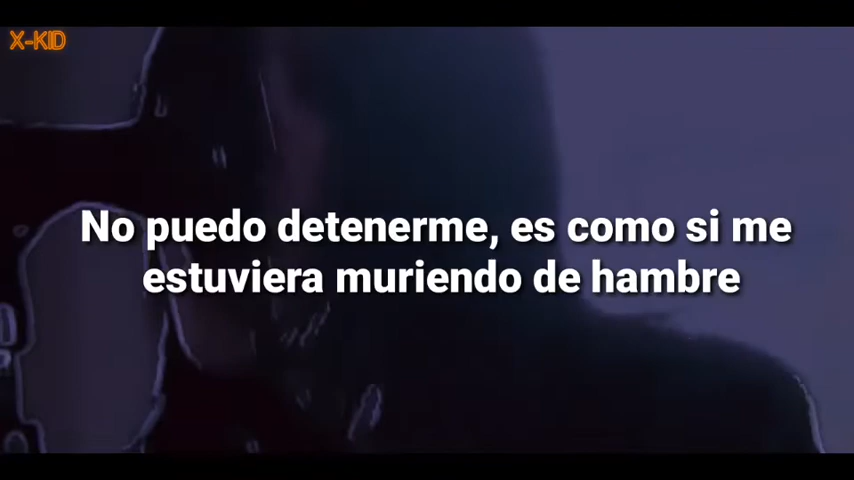 X-KID
No puedo detenerme, es como si me
estuviera muriendo de hambre